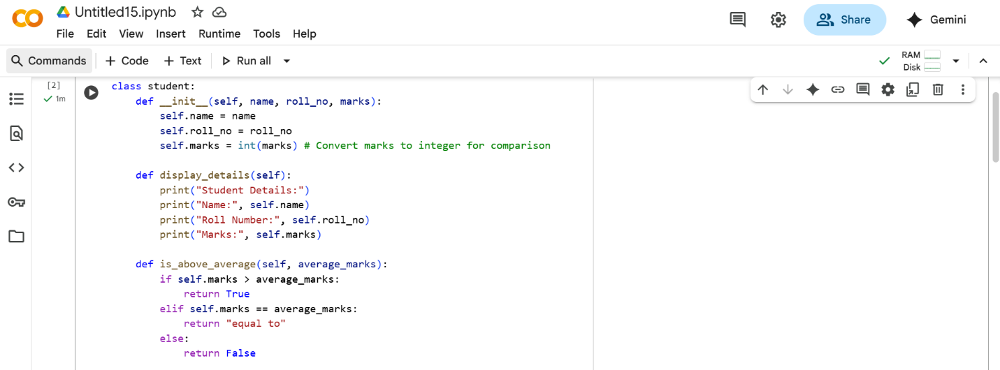 Untitled15.ipynb
File Edit View Insert Runtime Tools Help
Share
Gemini
Commands + Code + Text Run all
RAM
Disk
[2]
1m
class student:
    def __init__(self, name, roll_no, marks):
        self.name = name
        self.roll_no = roll_no
        self.marks = int(marks) # Convert marks to integer for comparison

    def display_details(self):
        print("Student Details:")
        print("Name:", self.name)
        print("Roll Number:", self.roll_no)
        print("Marks:", self.marks)

    def is_above_average(self, average_marks):
        if self.marks > average_marks:
            return True
        elif self.marks == average_marks:
            return "equal to"
        else:
            return False